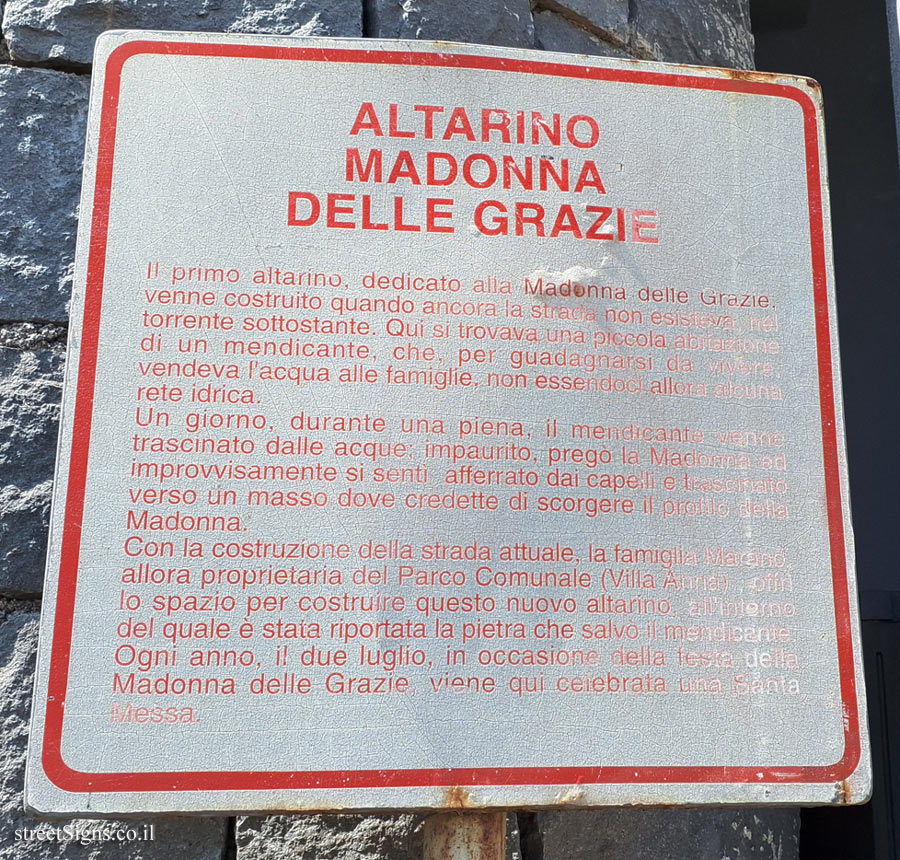 ALTARINO
MADONNA
DELLE GRAZIE
Il primo altarino, dedicato alla Madonna delle Grazie,
venne costruito quando ancora la strada non esisteva, nel
torrente sottostante. Qui si trovava una piccola abitazione
di un mendicante, che, per guadagnarsi da vivere,
vendeva l'acqua alle famiglie, non essendoci allora alcuna
rete idrica.
Un giorno, durante una piena, il mendicante venne
trascinato dalle acque; impaurito, pregò la Madonna ed
improvvisamente si sentì afferrato dai capelli e trascinato
verso un masso dove credette di scorgere il profilo della
Madonna.
Con la costruzione della strada attuale, la famiglia
allora proprietaria del Parco Comunale (Villa Anna), offrì
lo spazio per costruire questo nuovo altarino, all'interno
del quale è stata riportata la pietra che salvò il mendicante.
Ogni anno, il due luglio, in occasione della festa della
Madonna delle Grazie, viene qui celebrata una Santa
Messa.
streetSigns.co.il